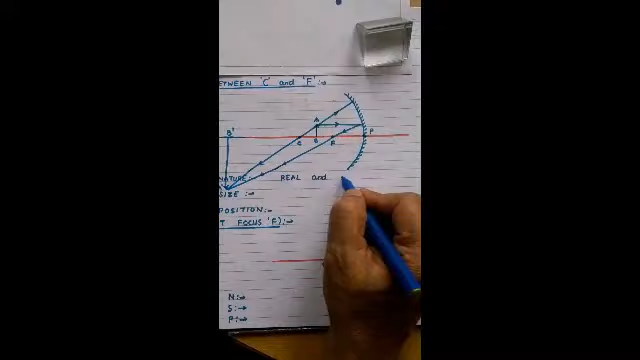 ETWEEN 'C' and 'F':-
A
B'
C
B
F
P
NATURE:- REAL and
SIZE :-
POSITION:-
T FOCUS 'F):-
N:-
S:-
P:-